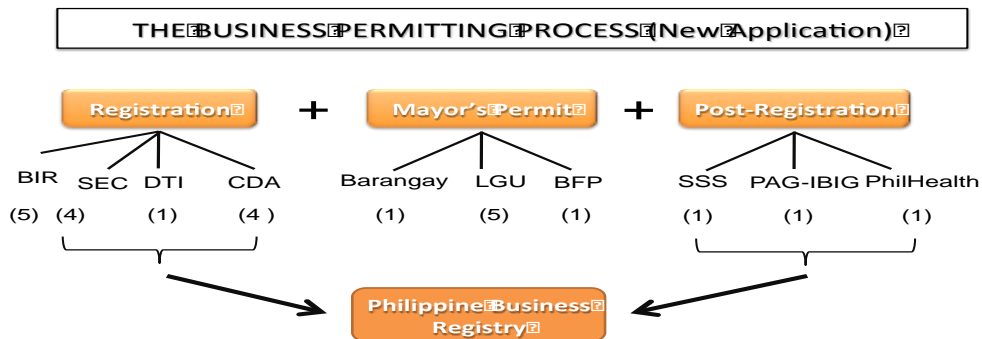 THE BUSINESS PERMITTING PROCESS (New Application)
Registration + Mayor's Permit + Post-Registration
BIR SEC DTI CDA Barangay LGU BFP SSS PAG-IBIG PhilHealth
(5) (4) (1) (4 ) (1) (5) (1) (1) (1) (1)
Philippine Business
Registry